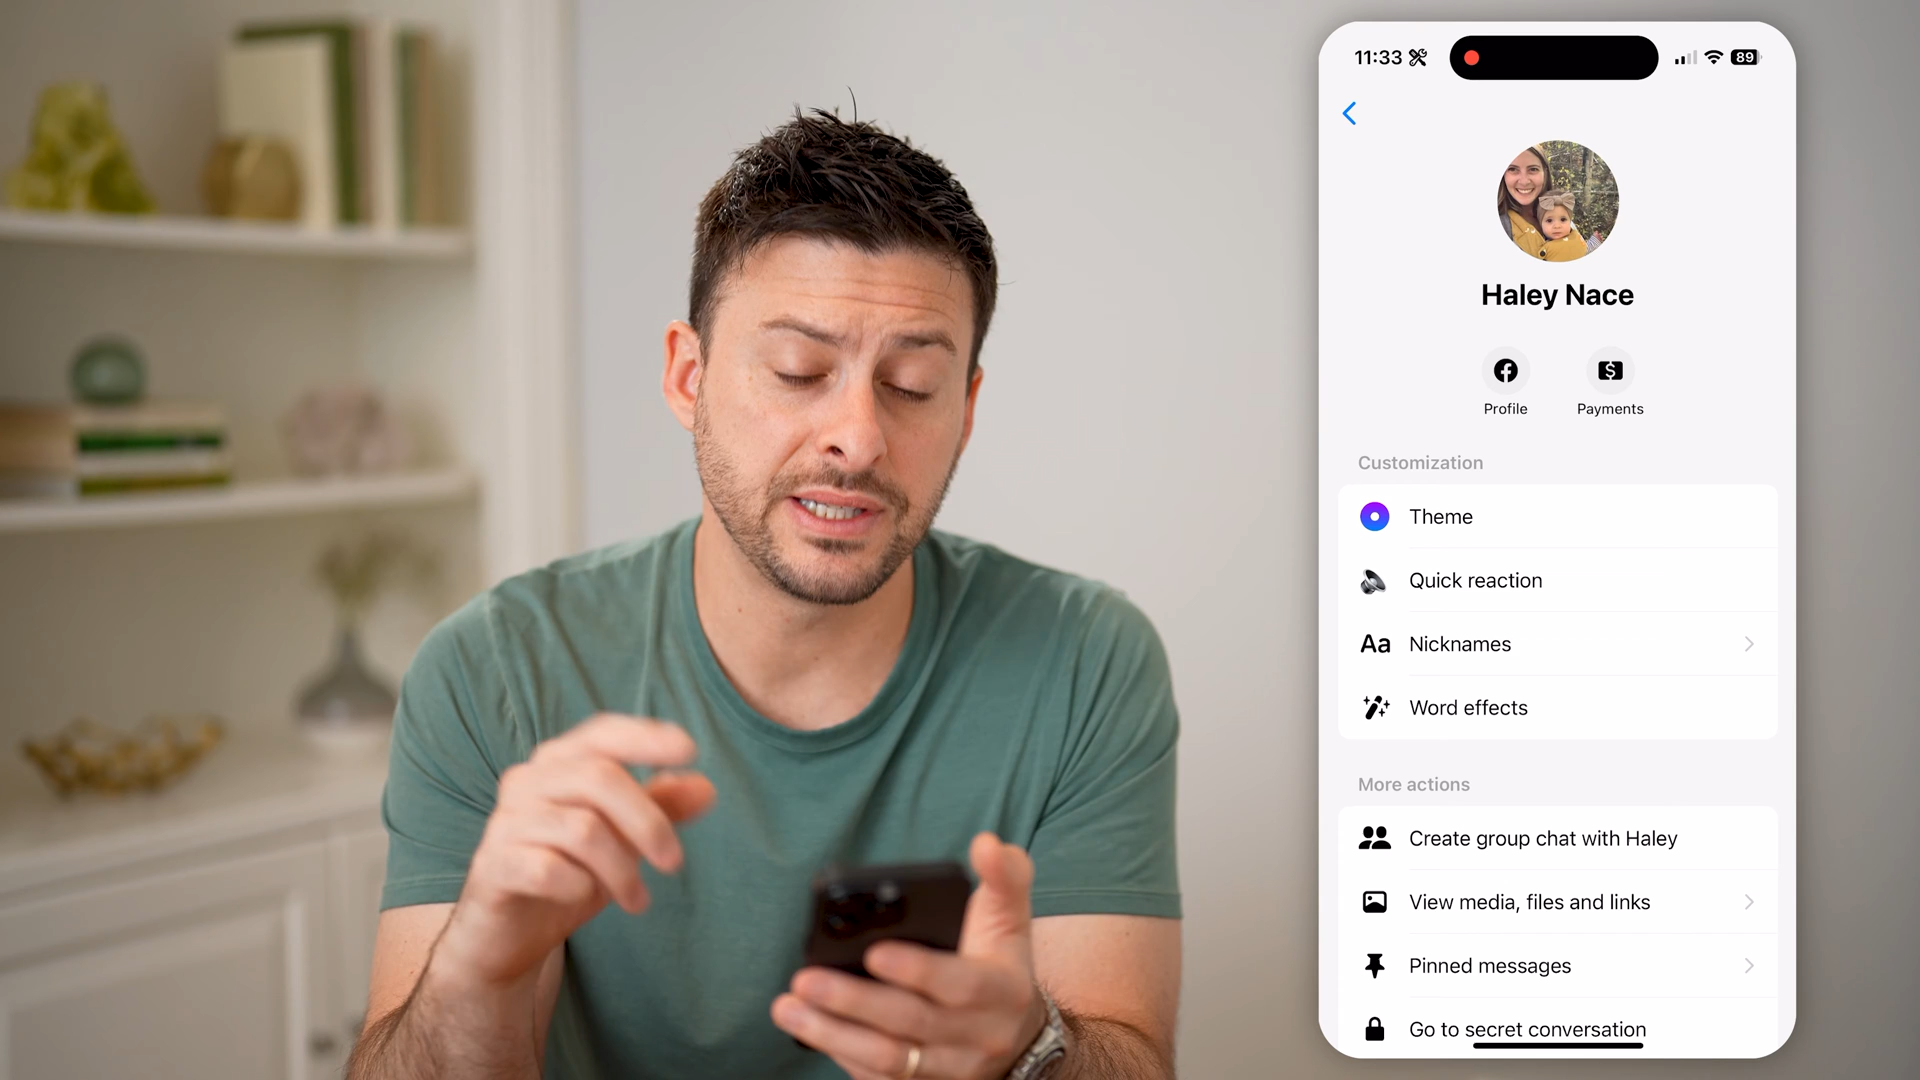 11:33
89
Haley Nace
Profile
Payments
Customization
Theme
Quick reaction
Aa Nicknames
Word effects
More actions
Create group chat with Haley
View media, files and links
Pinned messages
Go to secret conversation